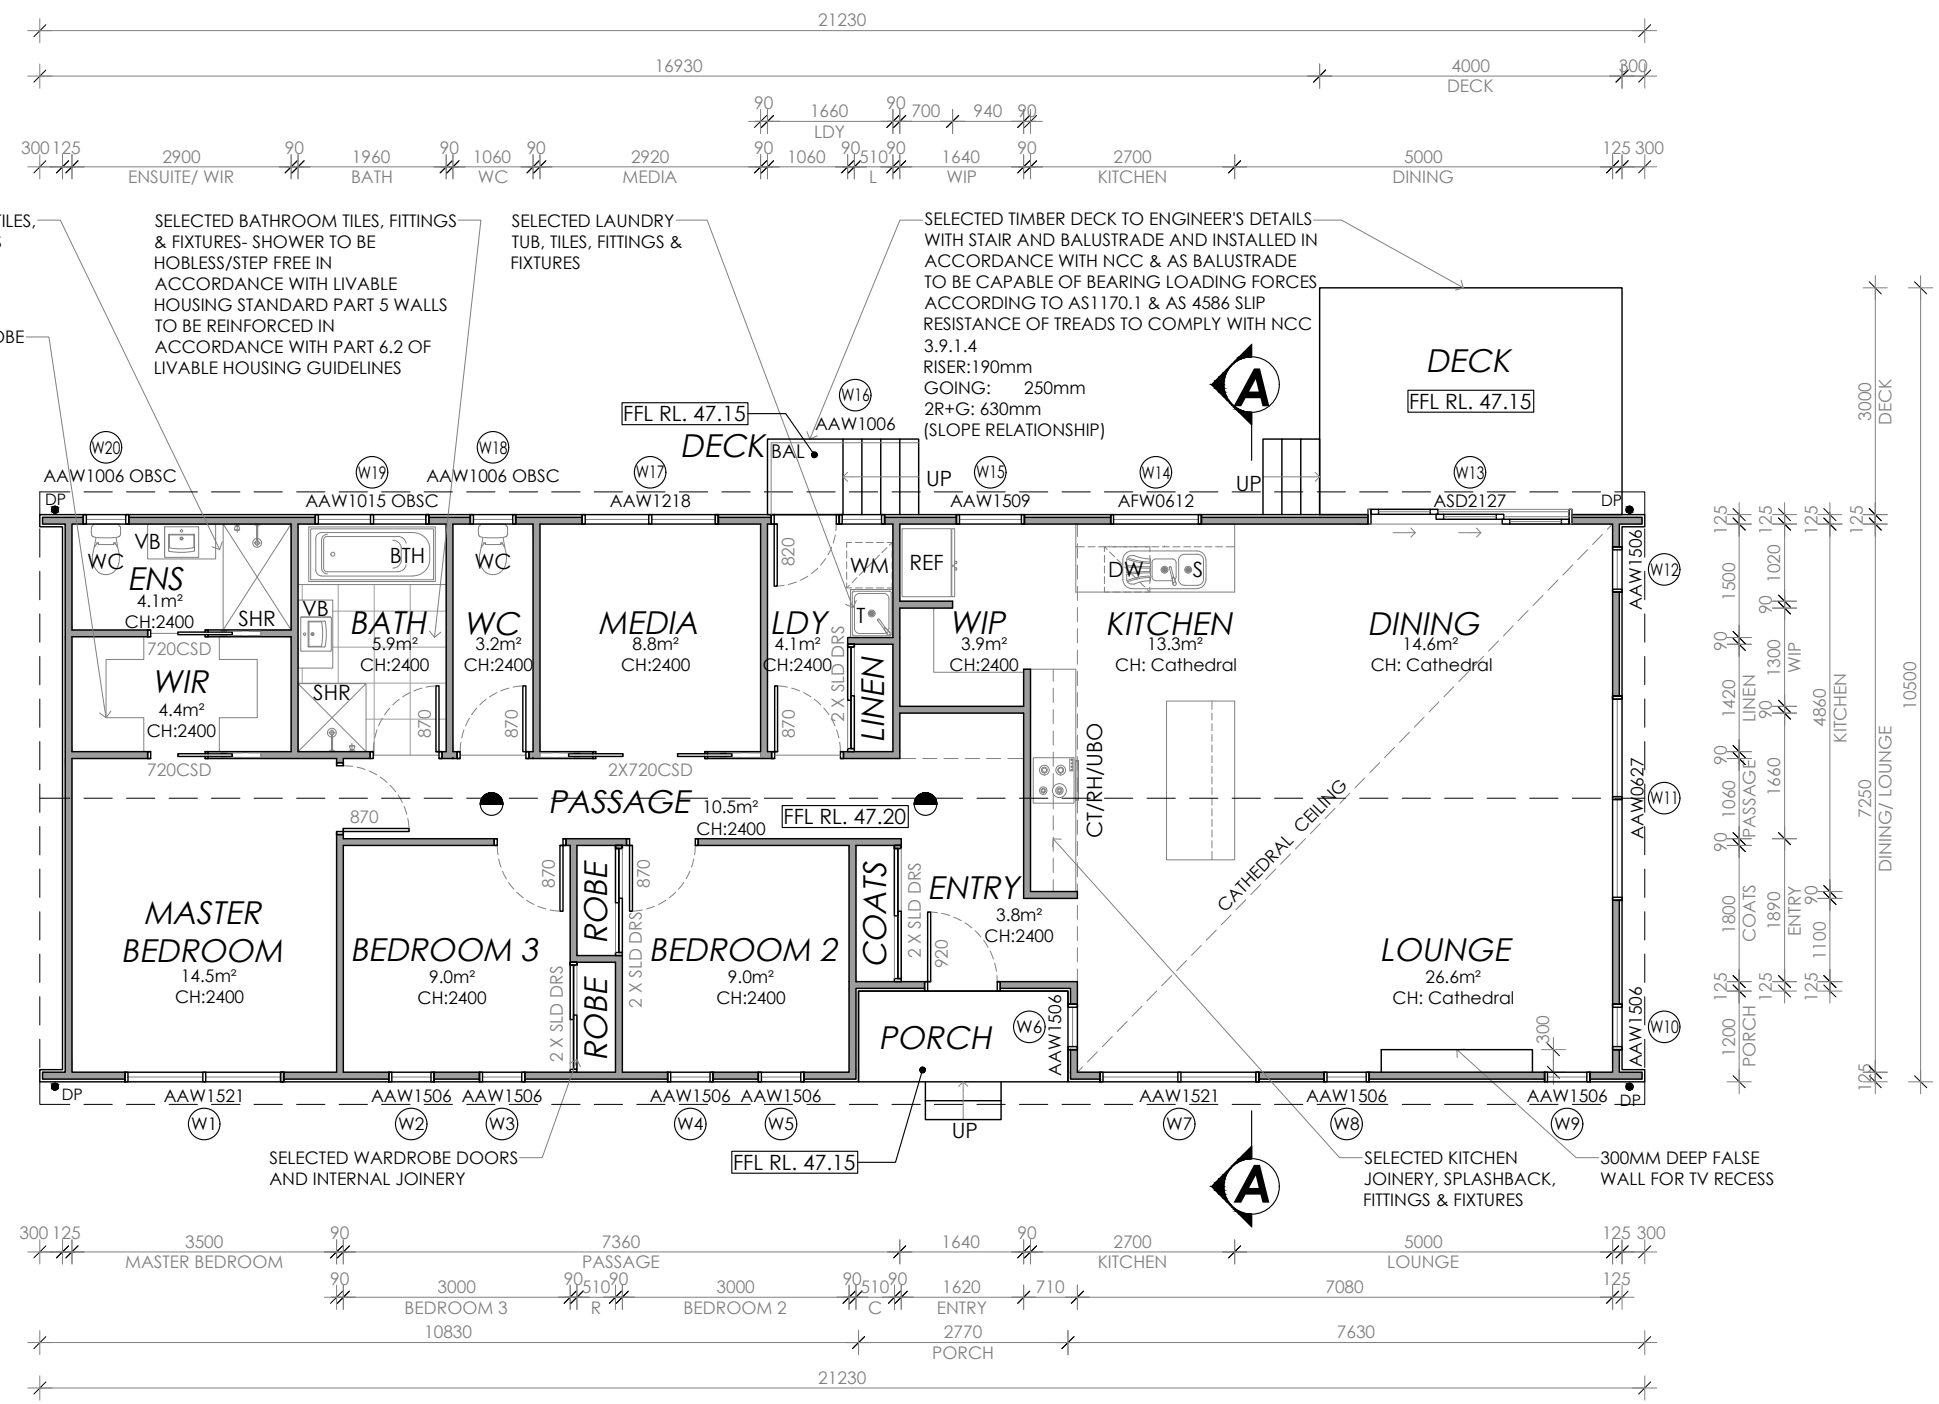 21230
16930 4000 300
DECK
90 1660 90 700 940 90
LDY
300 125 2900 90 1960 90 1060 90 2920 90 1060 90 510 90 1640 90 2700 5000 125 300
ENSUITE/ WIR BATH WC MEDIA L WIP KITCHEN DINING
TILES,
SELECTED BATHROOM TILES, FITTINGS
& FIXTURES- SHOWER TO BE
HOBLESS/STEP FREE IN
ACCORDANCE WITH LIVABLE
HOUSING STANDARD PART 5 WALLS
TO BE REINFORCED IN
ACCORDANCE WITH PART 6.2 OF
LIVABLE HOUSING GUIDELINES
SELECTED LAUNDRY
TUB, TILES, FITTINGS &
FIXTURES
SELECTED TIMBER DECK TO ENGINEER'S DETAILS
WITH STAIR AND BALUSTRADE AND INSTALLED IN
ACCORDANCE WITH NCC & AS BALUSTRADE
TO BE CAPABLE OF BEARING LOADING FORCES
ACCORDING TO AS1170.1 & AS 4586 SLIP
RESISTANCE OF TREADS TO COMPLY WITH NCC
3.9.1.4
RISER:190mm
GOING: 250mm
2R+G: 630mm
(SLOPE RELATIONSHIP)
OBE
A
DECK
FFL RL. 47.15
3000
DECK
W16
AAW1006
FFL RL. 47.15
DECK
BAL
UP
W20
AAW1006 OBSC
W19
AAW1015 OBSC
W18
AAW1006 OBSC
W17
AAW1218
W15
AAW1509
W14
AFW0612
UP
W13
ASD2127
DP
DP
WC
VB
ENS
4.1m²
CH:2400
SHR
720CSD
WIR
4.4m²
CH:2400
720CSD
BTH
VB
BATH
5.9m²
CH:2400
SHR
870
WC
WC
3.2m²
CH:2400
870
MEDIA
8.8m²
CH:2400
2X720CSD
820
WM
T
LDY
4.1m²
CH:2400
870
2 X SLD DRS
LINEN
REF
WIP
3.9m²
CH:2400
DW
S
KITCHEN
13.3m²
CH: Cathedral
DINING
14.6m²
CH: Cathedral
CT/RH/UBO
CATHEDRAL CEILING
AAW1506
W12
AAW0627
W11
AAW1506
W10
870
PASSAGE
10.5m²
CH:2400
FFL RL. 47.20
MASTER
BEDROOM
14.5m²
CH:2400
BEDROOM 3
9.0m²
CH:2400
870
2 X SLD DRS
ROBE
ROBE
870
2 X SLD DRS
BEDROOM 2
9.0m²
CH:2400
COATS
2 X SLD DRS
ENTRY
3.8m²
CH:2400
920
LOUNGE
26.6m²
CH: Cathedral
300
PORCH
W6
AAW1506
DP
AAW1521
W1
AAW1506
W2
AAW1506
W3
AAW1506
W4
AAW1506
W5
UP
AAW1521
W7
AAW1506
W8
AAW1506
W9
DP
125 1500 90 1420 90 1060 90 1800 125 1200
LINEN PASSAGE COATS PORCH
125 1020 90 1300 90 1660 1890 125
WIP ENTRY
125 4860 90 1100 125
KITCHEN
125 7250 125
DINING/ LOUNGE
10500
SELECTED WARDROBE DOORS
AND INTERNAL JOINERY
FFL RL. 47.15
A
SELECTED KITCHEN
JOINERY, SPLASHBACK,
FITTINGS & FIXTURES
300MM DEEP FALSE
WALL FOR TV RECESS
300 125 3500 90 7360 1640 90 2700 5000 125 300
MASTER BEDROOM PASSAGE KITCHEN LOUNGE
90 3000 90 510 90 3000 90 510 90 1620 710 7080 125
BEDROOM 3 R BEDROOM 2 C ENTRY
10830 2770 7630
PORCH
21230